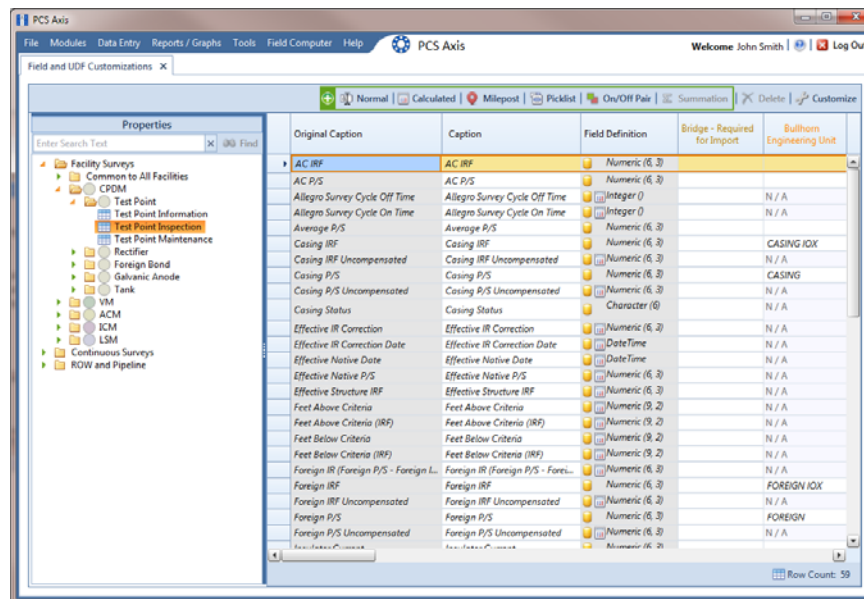 PCS Axis
File Modules Data Entry Reports / Graphs Tools Field Computer Help PCS Axis Welcome John Smith | | Log Ou
Field and UDF Customizations X
Normal | Calculated | Milepost | Picklist | On/Off Pair | Summation | Delete | Customize
Properties
Enter Search Text x Find
Facility Surveys
Common to All Facilities
CPDM
Test Point
Test Point Information
Test Point Inspection
Test Point Maintenance
Rectifier
Foreign Bond
Galvanic Anode
Tank
VM
ACM
ICM
LSM
Continuous Surveys
ROW and Pipeline
Original Caption Caption Field Definition Bridge - Required for Import Bullhorn Engineering Unit
AC IRF AC IRF Numeric (6, 3)
AC P/S AC P/S Numeric (6, 3)
Allegro Survey Cycle Off Time Allegro Survey Cycle Off Time Integer () N / A
Allegro Survey Cycle On Time Allegro Survey Cycle On Time Integer () N / A
Average P/S Average P/S Numeric (6, 3)
Casing IRF Casing IRF Numeric (6, 3) CASING IOX
Casing IRF Uncompensated Casing IRF Uncompensated Numeric (6, 3) N / A
Casing P/S Casing P/S Numeric (6, 3) CASING
Casing P/S Uncompensated Casing P/S Uncompensated Numeric (6, 3) N / A
Casing Status Casing Status Character (6) N / A
Effective IR Correction Effective IR Correction Numeric (6, 3) N / A
Effective IR Correction Date Effective IR Correction Date DateTime N / A
Effective Native Date Effective Native Date DateTime N / A
Effective Native P/S Effective Native P/S Numeric (6, 3) N / A
Effective Structure IRF Effective Structure IRF Numeric (6, 3) N / A
Feet Above Criteria Feet Above Criteria Numeric (9, 2) N / A
Feet Above Criteria (IRF) Feet Above Criteria (IRF) Numeric (9, 2) N / A
Feet Below Criteria Feet Below Criteria Numeric (9, 2) N / A
Feet Below Criteria (IRF) Feet Below Criteria (IRF) Numeric (9, 2) N / A
Foreign IR (Foreign P/S - Foreign I... Foreign IR (Foreign P/S - Forei... Numeric (6, 3) N / A
Foreign IRF Foreign IRF Numeric (6, 3) FOREIGN IOX
Foreign IRF Uncompensated Foreign IRF Uncompensated Numeric (6, 3) N / A
Foreign P/S Foreign P/S Numeric (6, 3) FOREIGN
Foreign P/S Uncompensated Foreign P/S Uncompensated Numeric (6, 3) N / A
Row Count: 59